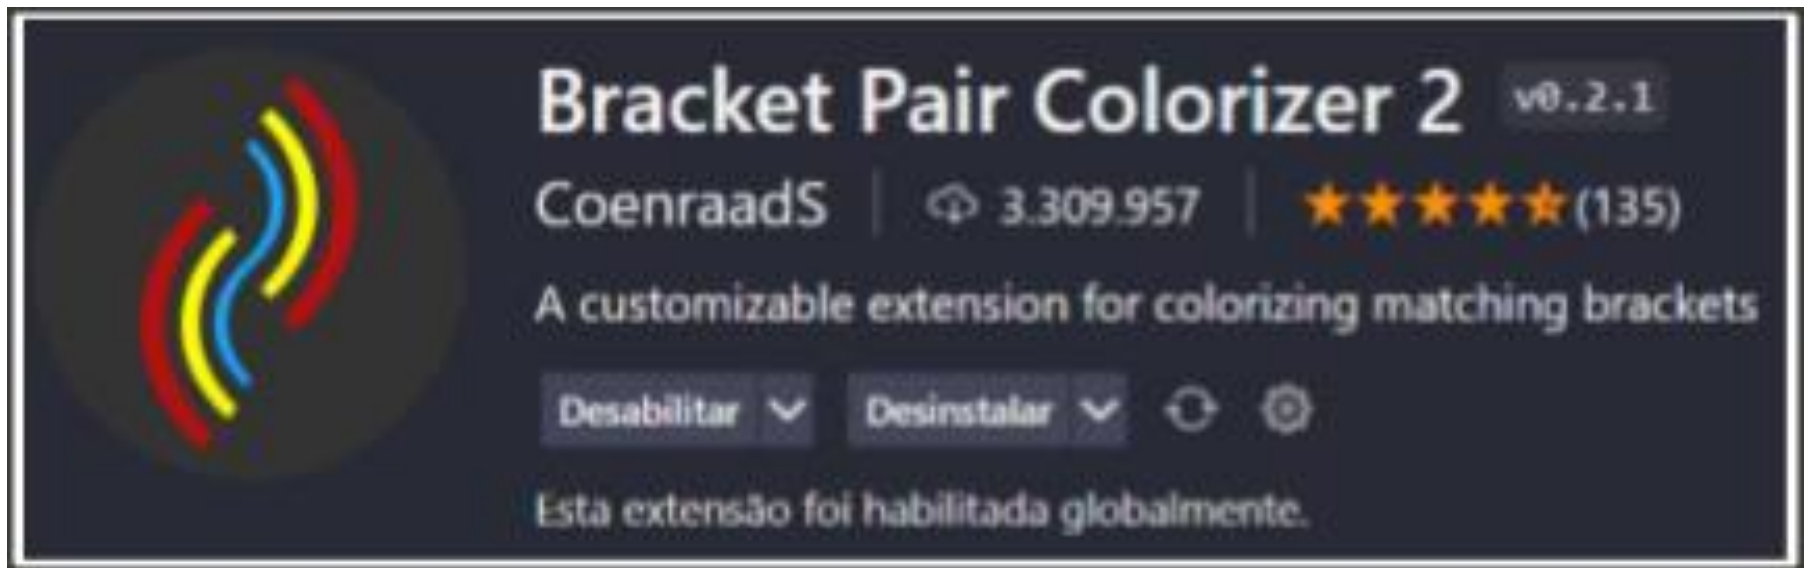 Bracket Pair Colorizer 2 v0.2.1
CoenraadS 3.309.957 (135)
A customizable extension for colorizing matching brackets
Desabilitar Desinstalar
Esta extensão foi habilitada globalmente.